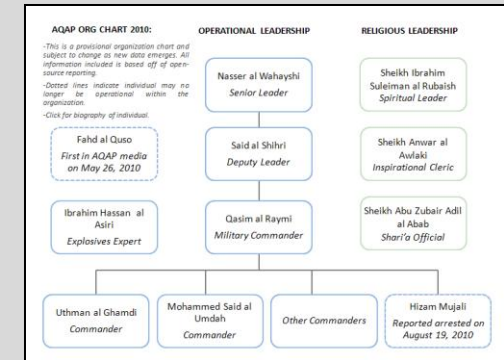 AQAP ORG CHART 2010:
-This is a provisional organization chart and
subject to change as new data emerges. All
information included is based off of open-
source reporting.
-Dotted lines indicate individual may no
longer be operational within the
organization.
-Click for biography of individual.
OPERATIONAL LEADERSHIP
RELIGIOUS LEADERSHIP
Nasser al Wahayshi
Senior Leader
Sheikh Ibrahim
Suleiman al Rubaish
Spiritual Leader
Fahd al Quso
First in AQAP media
on May 26, 2010
Said al Shihri
Deputy Leader
Sheikh Anwar al
Awlaki
Inspirational Cleric
Ibrahim Hassan al
Asiri
Explosives Expert
Qasim al Raymi
Military Commander
Sheikh Abu Zubair Adil
al Abab
Shari'a Official
Uthman al Ghamdi
Commander
Mohammed Said al
Umdah
Commander
Other Commanders
Hizam Mujali
Reported arrested on
August 19, 2010